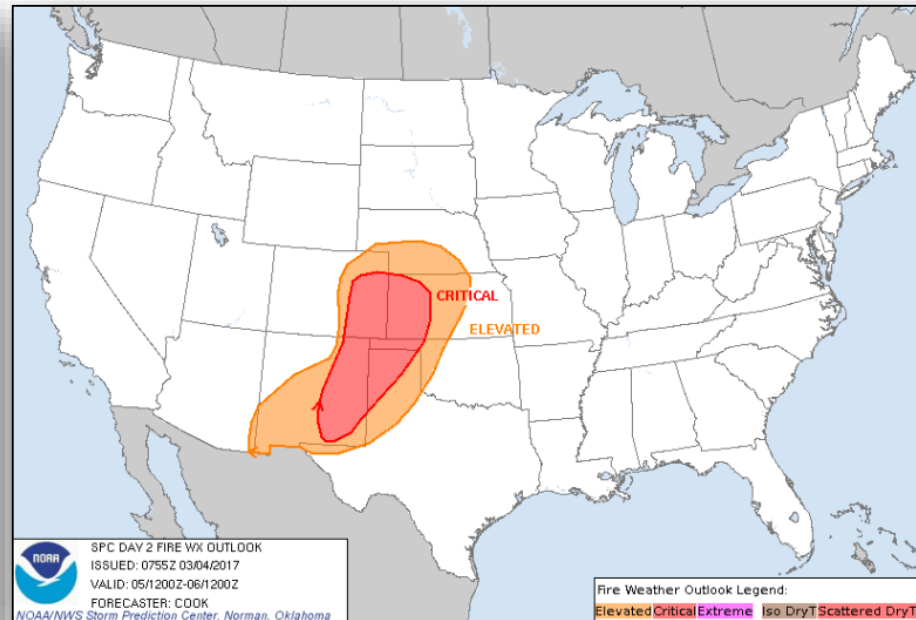 CRITICAL
ELEVATED
NOAA
SPC DAY 2 FIRE WX OUTLOOK
ISSUED: 0755Z 03/04/2017
VALID: 05/1200Z-06/1200Z
FORECASTER: COOK
NOAA/NWS Storm Prediction Center, Norman, Oklahoma
Fire Weather Outlook Legend:
Elevated Critical Extreme Iso DryT Scattered DryT